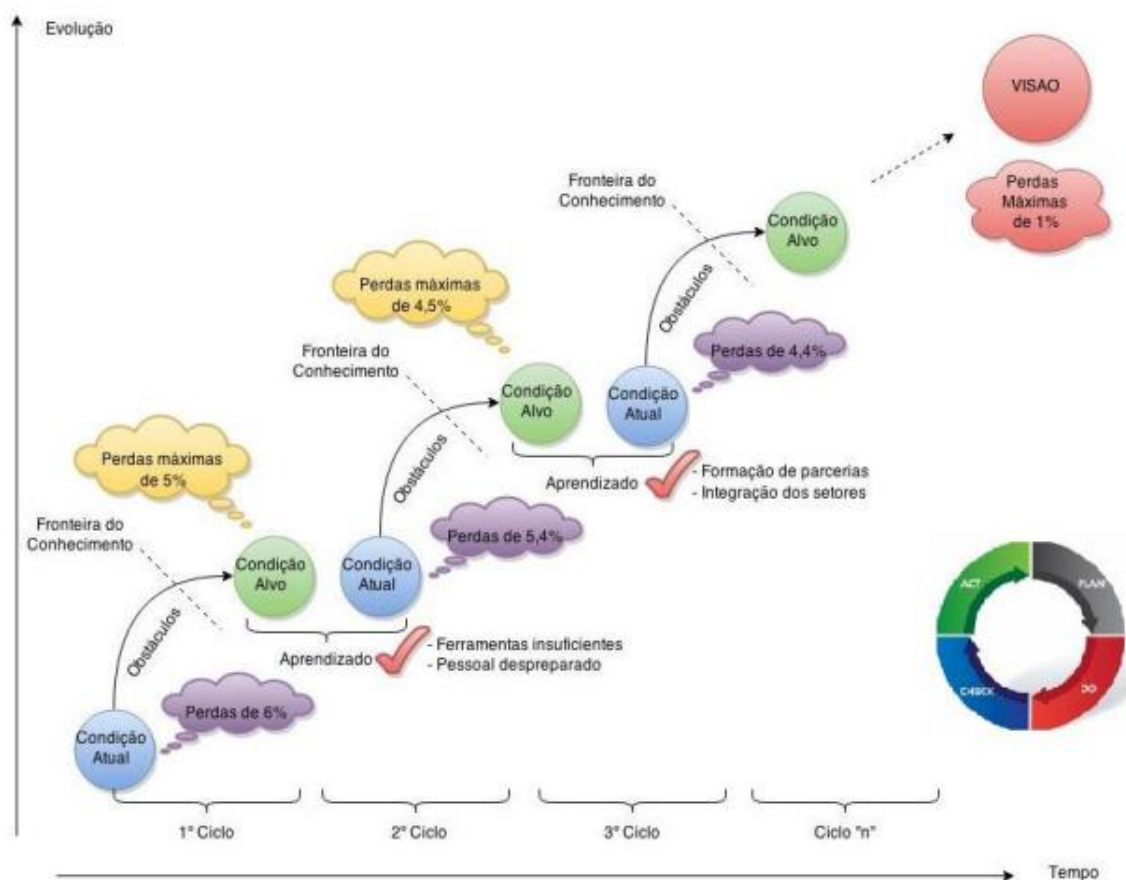 Evolução
VISAO
Perdas
Máximas
de 1%
Fronteira do
Conhecimento
Condição
Alvo
Obstáculos
Perdas máximas
de 4,5%
Perdas de 4,4%
Fronteira do
Conhecimento
Condição
Alvo
Condição
Atual
Obstáculos
Aprendizado
- Formação de parcerias
- Integração dos setores
Perdas máximas
de 5%
Perdas de 5,4%
Fronteira do
Conhecimento
Condição
Alvo
Condição
Atual
Obstáculos
Aprendizado
- Ferramentas insuficientes
- Pessoal despreparado
Perdas de 6%
Condição
Atual
ACT
PLAN
CHECK
DO
1º Ciclo
2º Ciclo
3º Ciclo
Ciclo "n"
Tempo